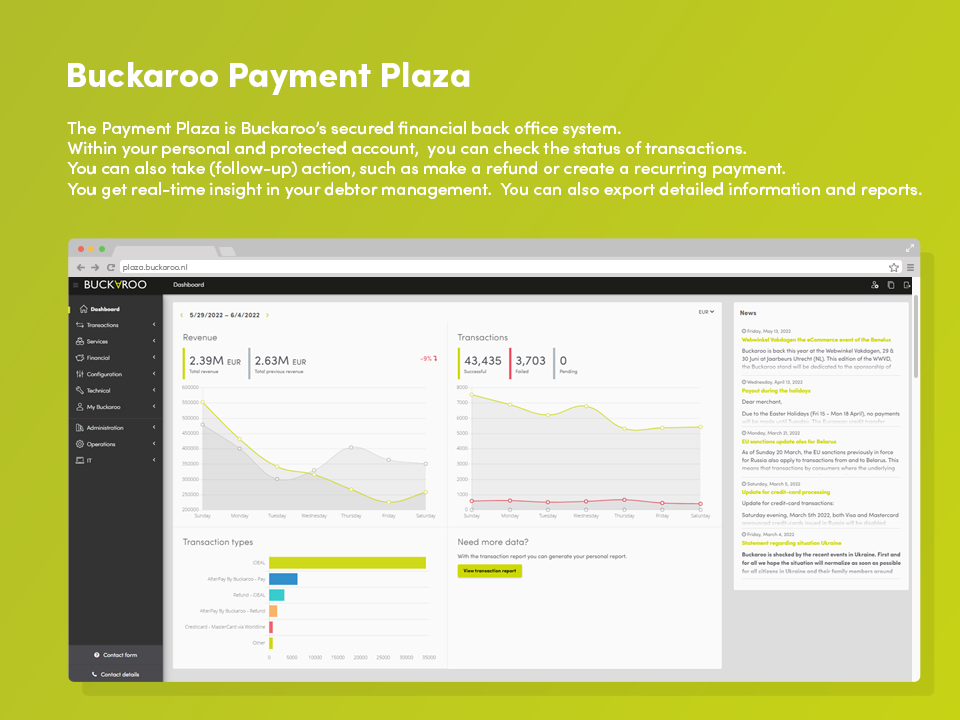 Buckaroo Payment Plaza
The Payment Plaza is Buckaroo's secured financial back office system.
Within your personal and protected account, you can check the status of transactions.
You can also take (follow-up) action, such as make a refund or create a recurring payment.
You get real-time insight in your debtor management. You can also export detailed information and reports.
plaza.buckaroo.nl
BUCKAROO
Dashboard
Dashboard
Transactions
Services
Financial
Configuration
Technical
My Buckaroo
Administration
Operations
IT
Contact form
Contact details
5/29/2022 – 6/4/2022
EUR
Revenue
2.39M EUR
Total revenue
2.63M EUR
Total previous revenue
-9%
600000
550000
500000
450000
400000
350000
300000
250000
200000
Sunday Monday Tuesday Wednesday Thursday Friday Saturday
Transactions
43,435
Successful
3,703
Failed
0
Pending
8000
7000
6000
5000
4000
3000
2000
1000
0
Sunday Monday Tuesday Wednesday Thursday Friday Saturday
Transaction types
iDEAL
AfterPay By Buckaroo - Pay
Refund - iDEAL
AfterPay By Buckaroo - Refund
Creditcard - MasterCard via Worldline
Other
0 5000 10000 15000 20000 25000 30000 35000
Need more data?
With the transaction report you can generate your personal report.
View transaction report
News
Friday, May 13, 2022
Webwinkel Vakdagen the eCommerce event of the Benelux
Buckaroo is back this year at the Webwinkel Vakdagen, 29 &
30 Juni at Jaarbeurs Utrecht (NL). This edition of the WWVD,
the Buckaroo stand will be dedicated to the sponsorship of
Wednesday, April 13, 2022
Payout during the holidays
Dear merchant,
Due to the Easter Holidays (Fri 15 - Mon 18 April), no payments
will be made until Tuesday. The European credit transfer
Monday, March 21, 2022
EU sanctions update also for Belarus
As of Sunday 20 March, the EU sanctions previously in force
for Russia also apply to transactions from and to Belarus. This
means that transactions by consumers where the underlying
Saturday, March 5, 2022
Update for credit-card processing
Update for credit-card transactions:
Saturday evening, March 5th 2022, both Visa and Mastercard
announced credit-cards issued in Russia will be disabled
Friday, March 4, 2022
Statement regarding situation Ukraine
Buckaroo is shocked by the recent events in Ukraine. First and
for all we hope the situation will normalize as soon as possible
for all citizens in Ukraine and their family members around